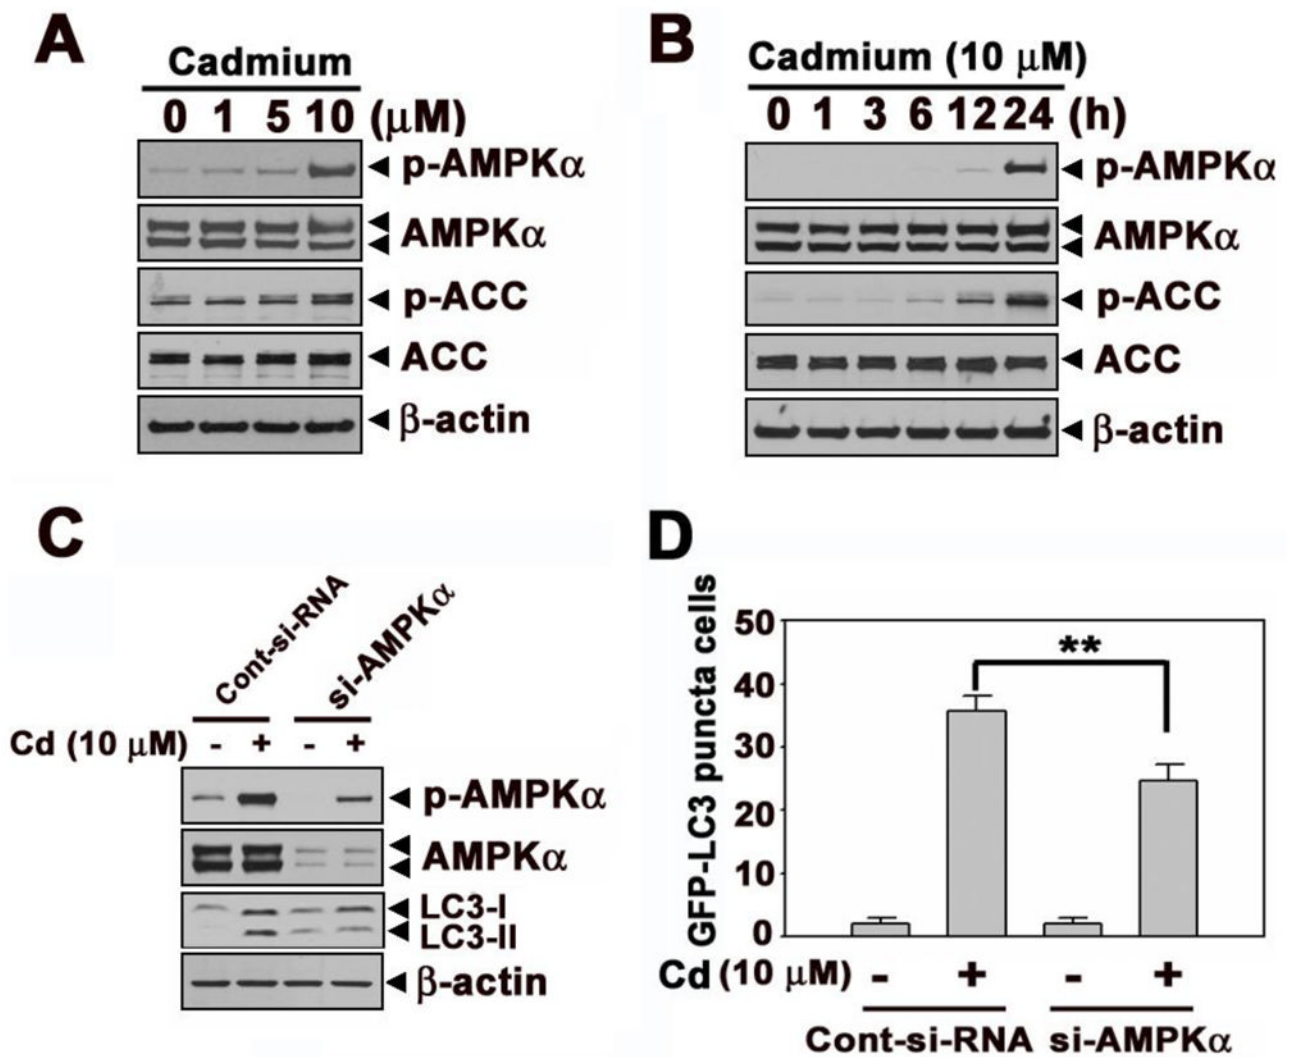 A
Cadmium
0 1 5 10 (μM)
p-AMPKα
AMPKα
p-ACC
ACC
β-actin
B
Cadmium (10 μM)
0 1 3 6 12 24 (h)
p-AMPKα
AMPKα
p-ACC
ACC
β-actin
C
Cont-si-RNA
si-AMPKα
Cd (10 μM) - + - +
p-AMPKα
AMPKα
LC3-I
LC3-II
β-actin
D
GFP-LC3 puncta cells
50
40
30
20
10
0
**
Cd (10 μM) - + - +
Cont-si-RNA si-AMPKα